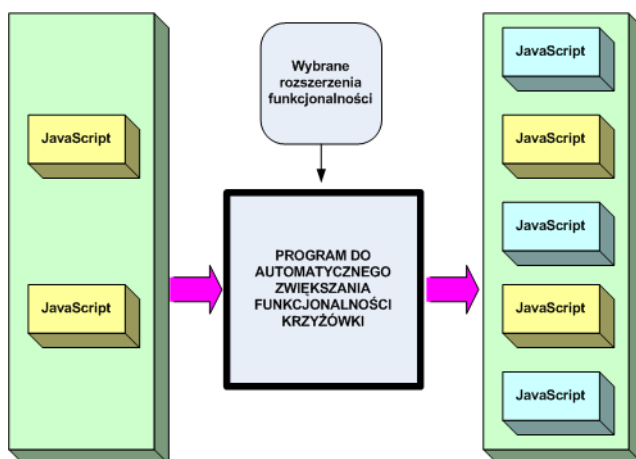 JavaScript
JavaScript
Wybrane
rozszerzenia
funkcjonalności
PROGRAM DO
AUTOMATYCZNEGO
ZWIĘKSZANIA
FUNKCJONALNOŚCI
KRZYŻÓWKI
JavaScript
JavaScript
JavaScript
JavaScript
JavaScript